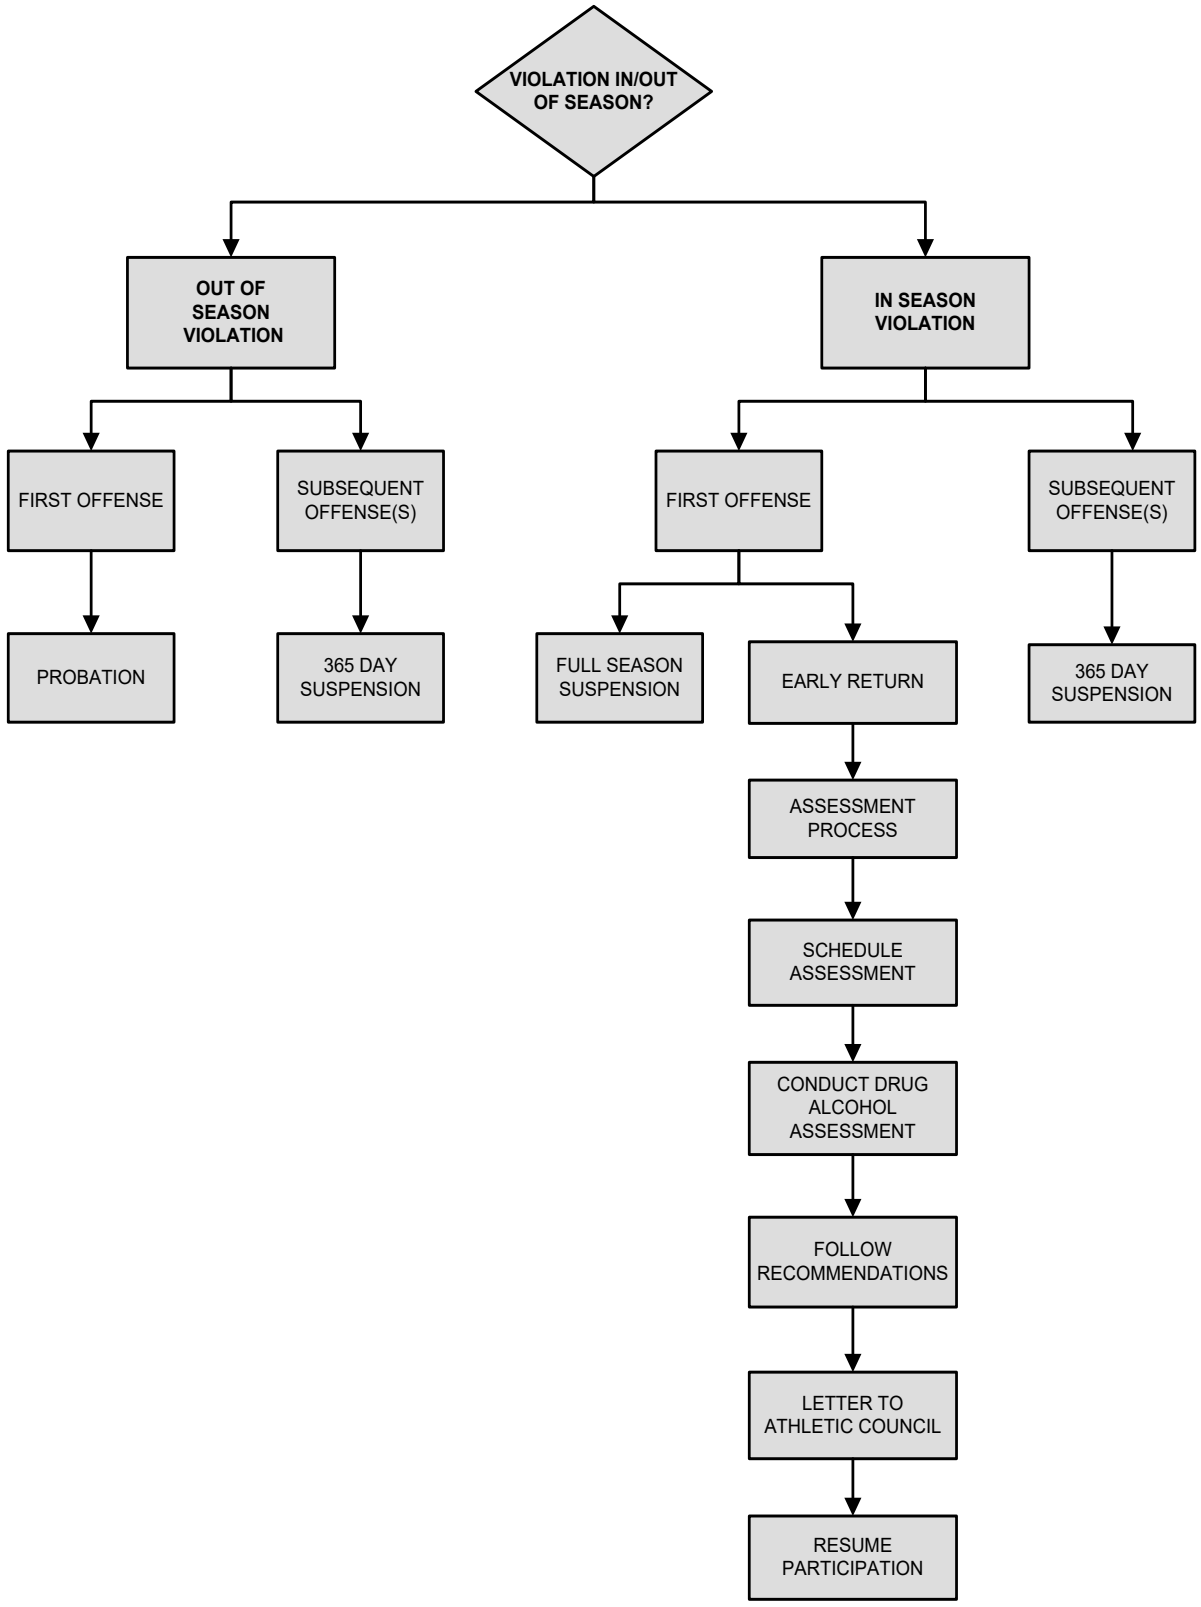 VIOLATION IN/OUT
OF SEASON?
OUT OF
SEASON
VIOLATION
IN SEASON
VIOLATION
FIRST OFFENSE
SUBSEQUENT
OFFENSE(S)
FIRST OFFENSE
SUBSEQUENT
OFFENSE(S)
PROBATION
365 DAY
SUSPENSION
FULL SEASON
SUSPENSION
EARLY RETURN
365 DAY
SUSPENSION
ASSESSMENT
PROCESS
SCHEDULE
ASSESSMENT
CONDUCT DRUG
ALCOHOL
ASSESSMENT
FOLLOW
RECOMMENDATIONS
LETTER TO
ATHLETIC COUNCIL
RESUME
PARTICIPATION